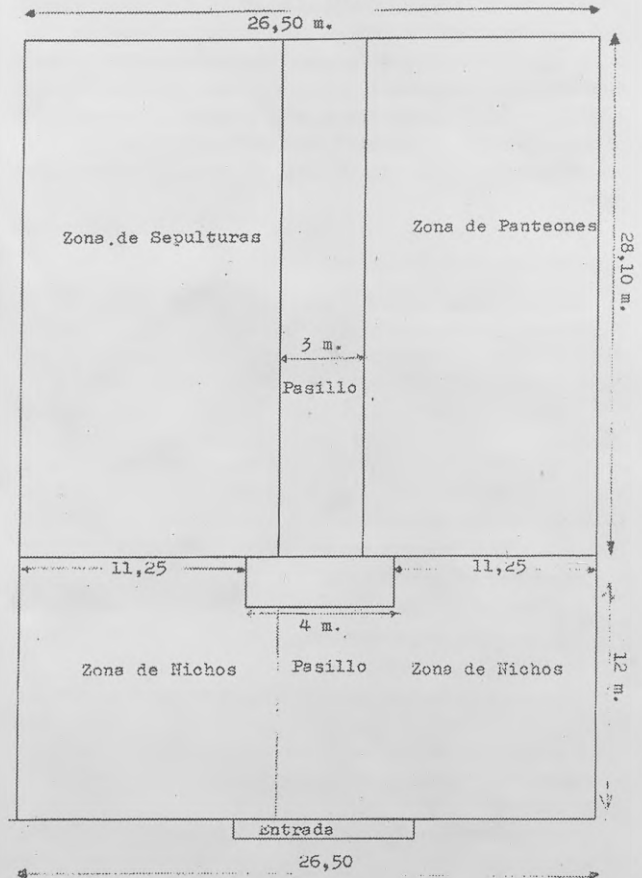 26,50 m.
Zona de Sepulturas
Zona de Panteones
28,10 m.
3 m.
Pasillo
11,25
11,25
4 m.
Zona de Nichos
Pasillo
Zona de Nichos
12 m.
Entrada
26,50